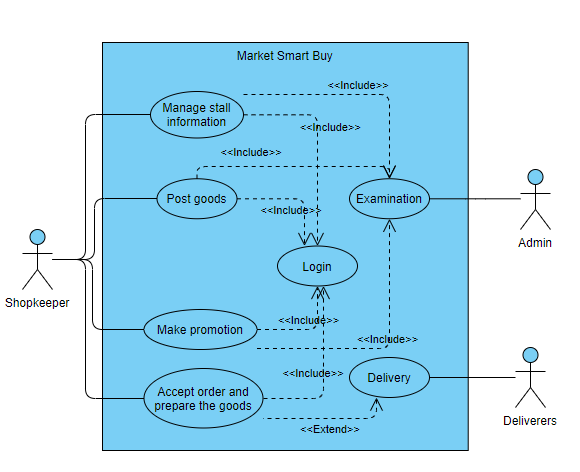 Market Smart Buy
<<Include>>
Manage stall
information
<<Include>>
<<Include>>
Post goods
<<Include>>
Examination
Admin
Login
Shopkeeper
Make promotion
<<Include>>
<<Include>>
<<Include>>
Delivery
Accept order and
prepare the goods
<<Extend>>
Deliverers